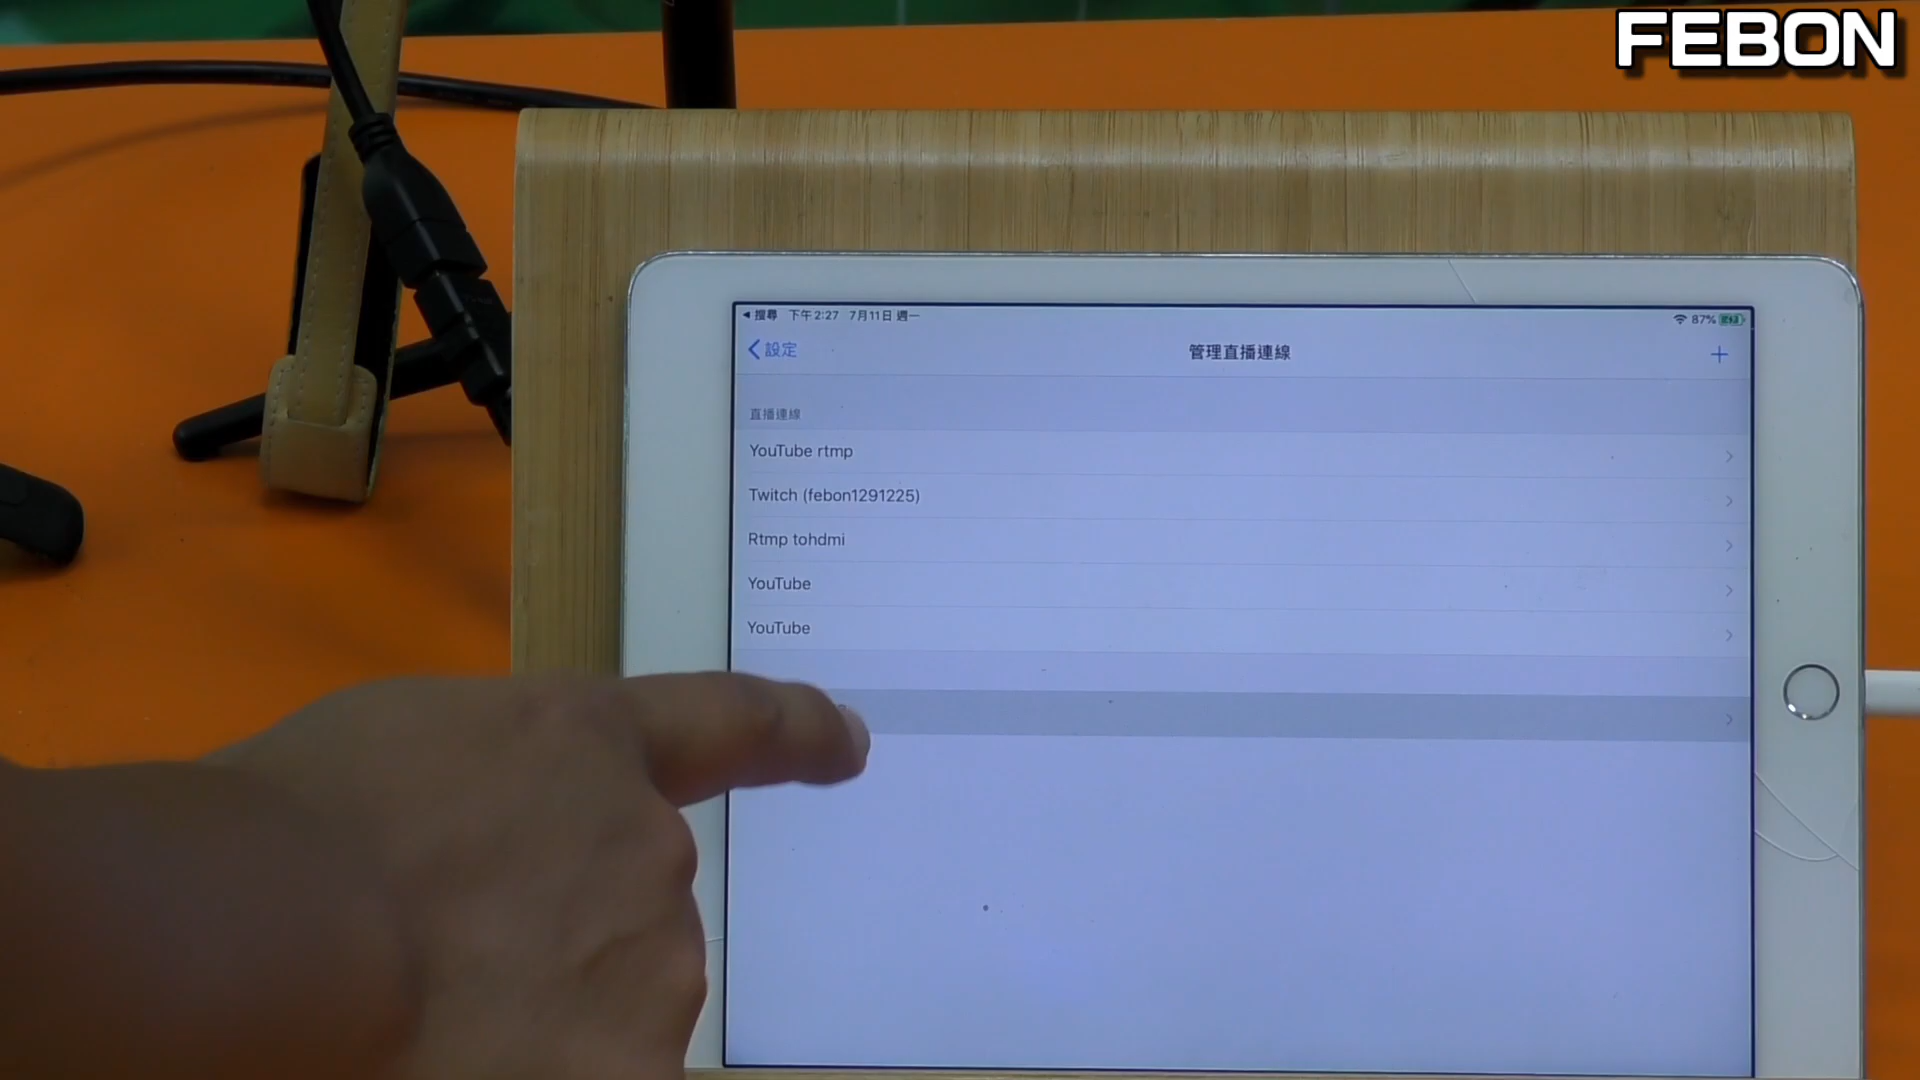 FEBON
搜尋 下午2:27 7月11日 週一
87%
設定
管理直播連線
直播連線
YouTube rtmp
Twitch (febon1291225)
Rtmp tohdmi
YouTube
YouTube